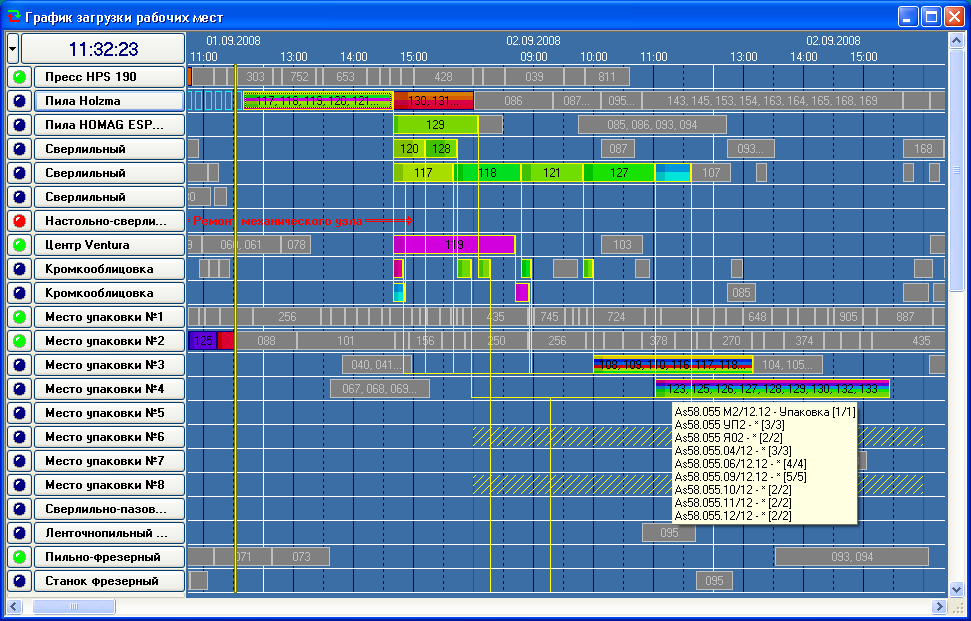 График загрузки рабочих мест
11:32:23
01.09.2008 02.09.2008 02.09.2008
11:00 13:00 14:00 15:00 09:00 10:00 11:00 13:00 14:00 15:00
Пресс HPS 190 303 752 653 428 039 811
Пила Holzma 117, 118, 119, 120, 121 130, 131... 086 087... 095... 143, 145, 153, 154, 163, 164, 165, 168, 169
Пила HOMAG ESP... 129 085, 086, 093, 094
Сверлильный 120 128 087 093... 168
Сверлильный 117 118 121 127 107
Сверлильный
Настольно-сверли... Ремонт механического узла
Центр Ventura 060, 061 078 119 103
Кромкооблицовка
Кромкооблицовка 085
Место упаковки №1 256 435 745 724 648 905 887
Место упаковки №2 125 088 101 156 250 256 378 270 374 435
Место упаковки №3 040, 041... 108, 109, 110, 116, 117, 118... 104, 105...
Место упаковки №4 067, 068, 069... 123, 125, 126, 127, 128, 129, 130, 132, 133
Место упаковки №5
As58.055 М2/12.12 - Упаковка [1/1]
As58.055 УП2 - * [3/3]
Место упаковки №6
As58.055 Я02 - * [2/2]
As58.055.04/12 - * [3/3]
Место упаковки №7
As58.055.06/12.12 - * [4/4]
As58.055.09/12.12 - * [5/5]
Место упаковки №8
As58.055.10/12 - * [2/2]
As58.055.11/12 - * [2/2]
Сверлильно-пазов...
As58.055.12/12 - * [2/2]
Ленточнопильный ... 095
Пильно-фрезерный 071 073 093, 094
Станок фрезерный 095